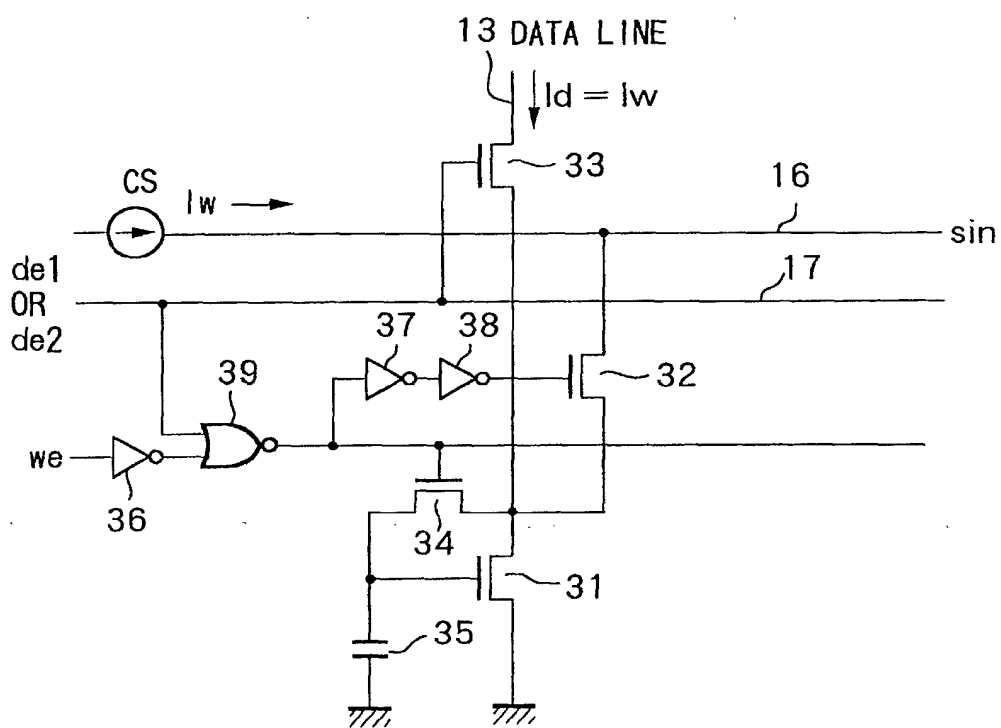 13 DATA LINE
Id = Iw
33
CS
Iw
16
sin
de1
OR
de2
17
37
38
32
39
we
36
34
31
35